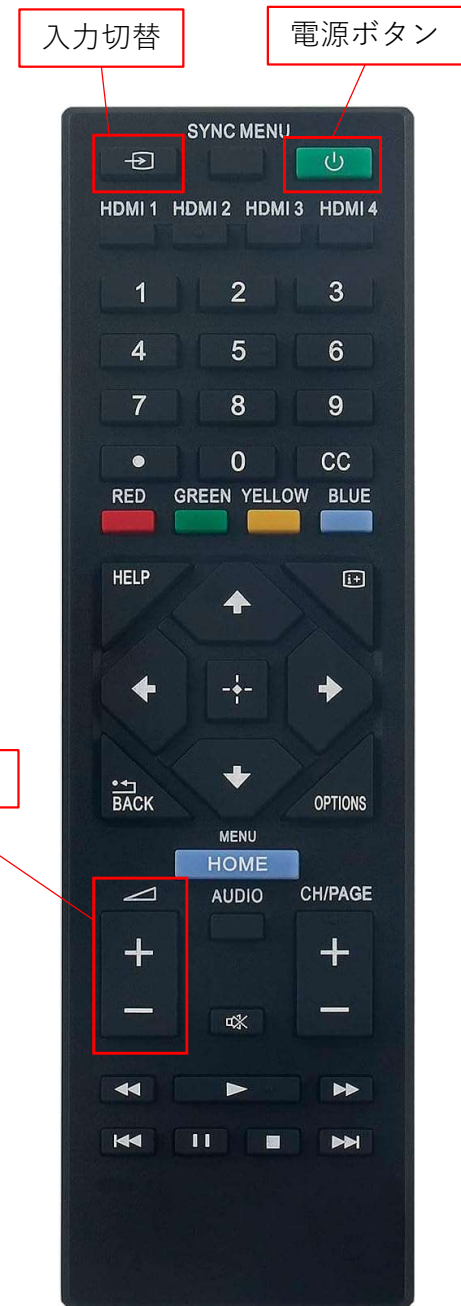 入力切替
電源ボタン
SYNC MENU
HDMI 1 HDMI 2 HDMI 3 HDMI 4
1 2 3
4 5 6
7 8 9
0 CC
RED GREEN YELLOW BLUE
HELP i+
BACK OPTIONS
MENU
HOME
AUDIO CH/PAGE
+ +
− −